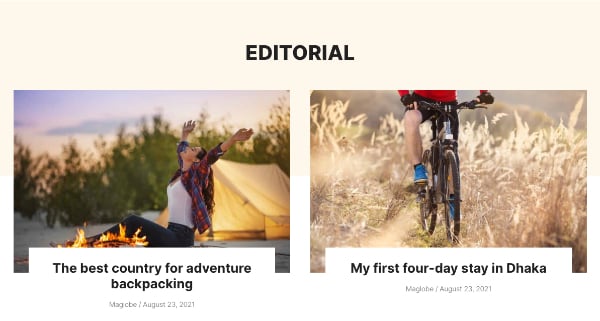 EDITORIAL
The best country for adventure
backpacking
Maglobe / August 23, 2021
My first four-day stay in Dhaka
Maglobe / August 23, 2021